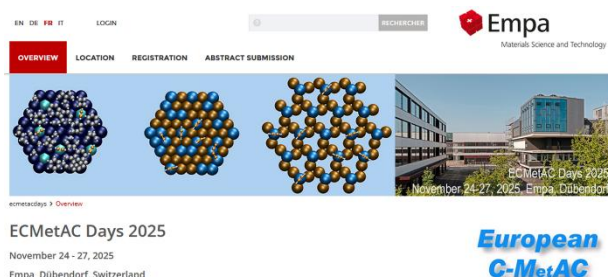 EN DE FR IT LOGIN RECHERCHER
Empa
Materials Science and Technology
OVERVIEW LOCATION REGISTRATION ABSTRACT SUBMISSION
ECMetAC Days 2025
November 24-27, 2025, Empa, Dübendorf
ecmetacdays > Overview
ECMetAC Days 2025
November 24 - 27, 2025
Empa, Dübendorf, Switzerland
European
C-MetAC